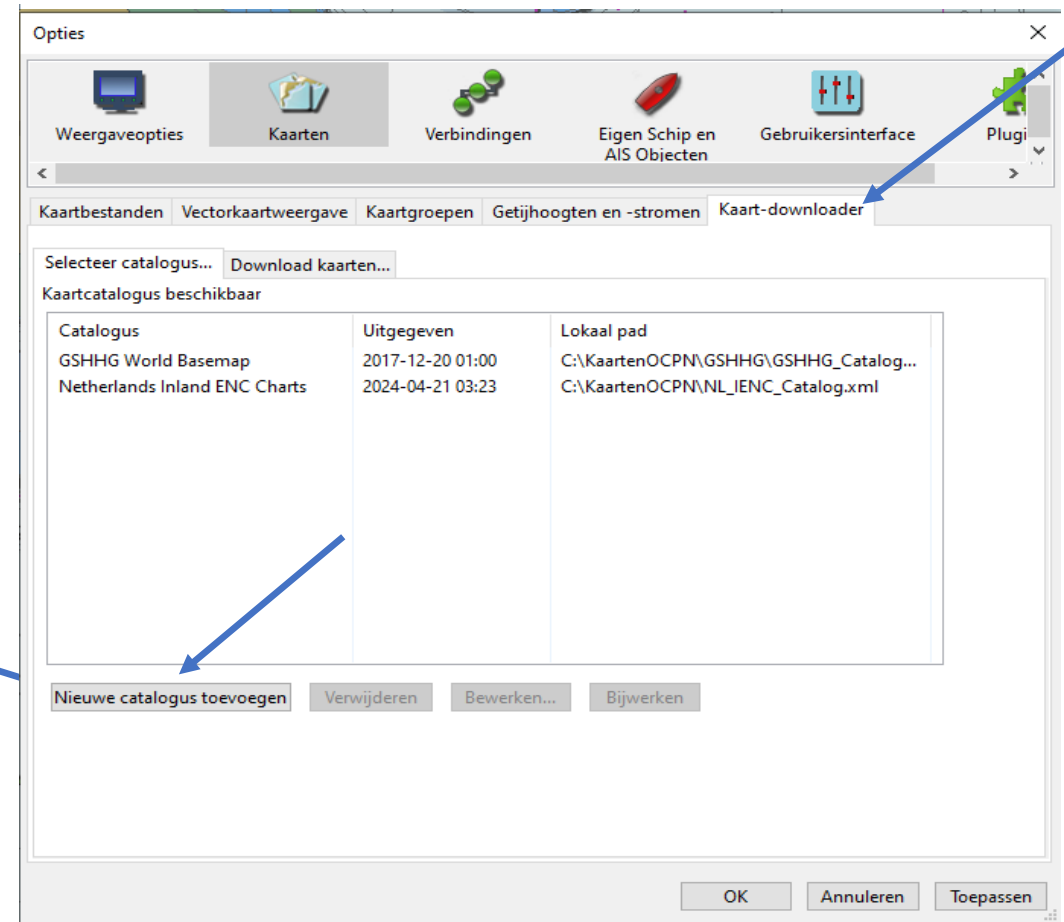 Opties
Weergaveopties
Kaarten
Verbindingen
Eigen Schip en
AIS Objecten
Gebruikersinterface
Plugi
Kaartbestanden Vectorkaartweergave Kaartgroepen Getijhoogten en -stromen Kaart-downloader
Selecteer catalogus... Download kaarten...
Kaartcatalogus beschikbaar
Catalogus Uitgegeven Lokaal pad
GSHHG World Basemap 2017-12-20 01:00 C:\KaartenOCPN\GSHHG\GSHHG_Catalog...
Netherlands Inland ENC Charts 2024-04-21 03:23 C:\KaartenOCPN\NL_IENC_Catalog.xml
Nieuwe catalogus toevoegen Verwijderen Bewerken... Bijwerken
OK Annuleren Toepassen